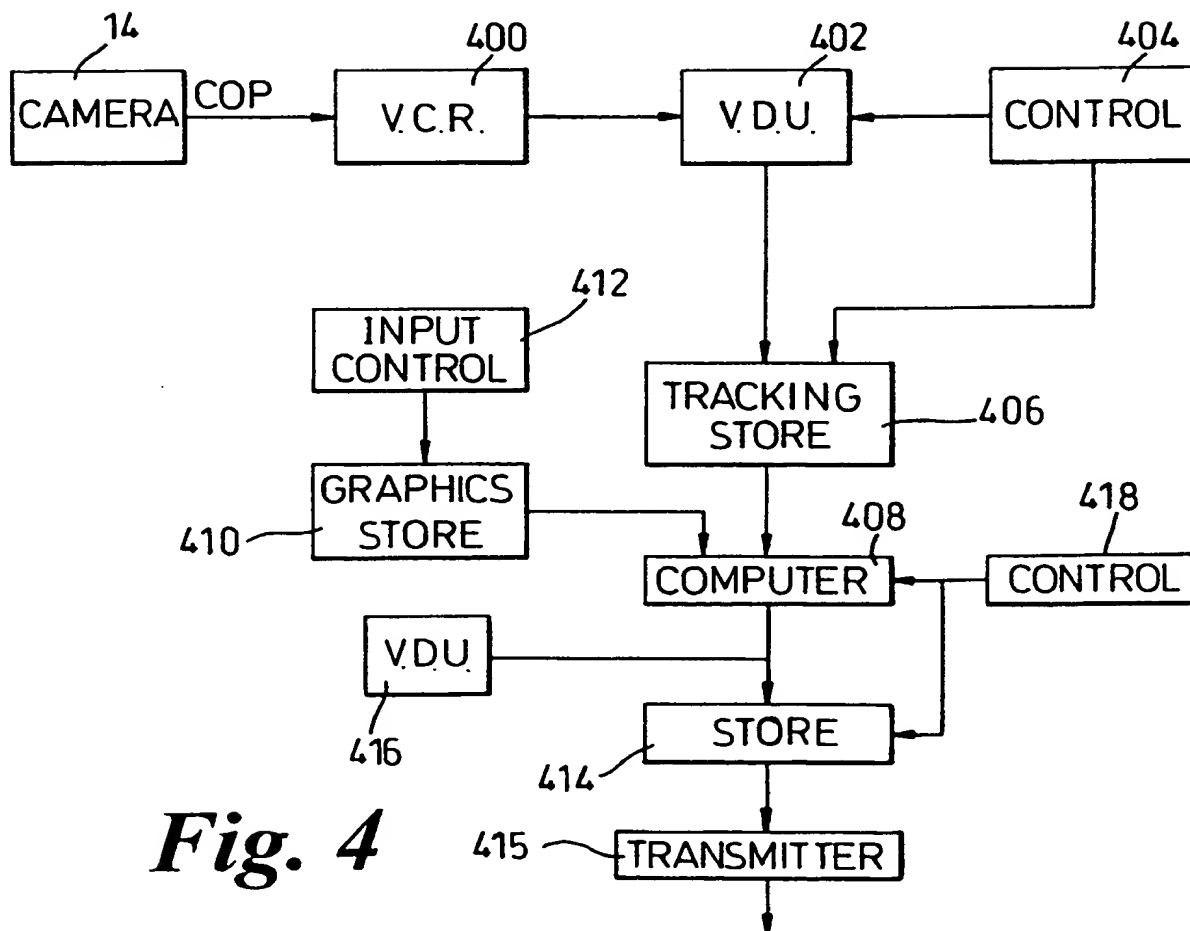 14
CAMERA
COP
400
V.C.R.
402
V.D.U.
404
CONTROL
412
INPUT
CONTROL
TRACKING
STORE
406
GRAPHICS
STORE
410
408
COMPUTER
418
CONTROL
V.D.U.
416
STORE
414
Fig. 4
415
TRANSMITTER